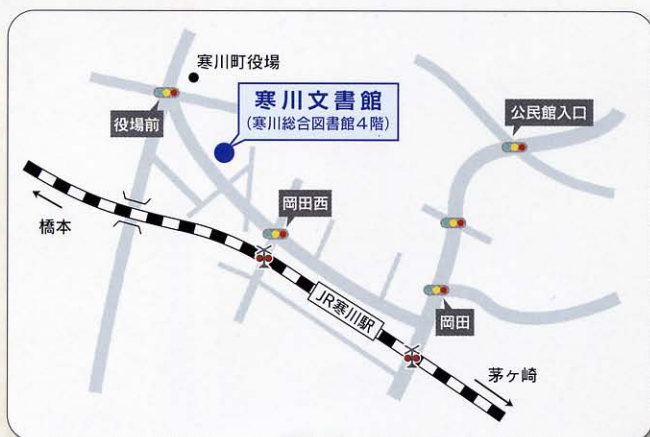 寒川町役場
寒川文書館
(寒川総合図書館4階)
役場前
公民館入口
岡田西
橋本
JR寒川駅
岡田
茅ヶ崎